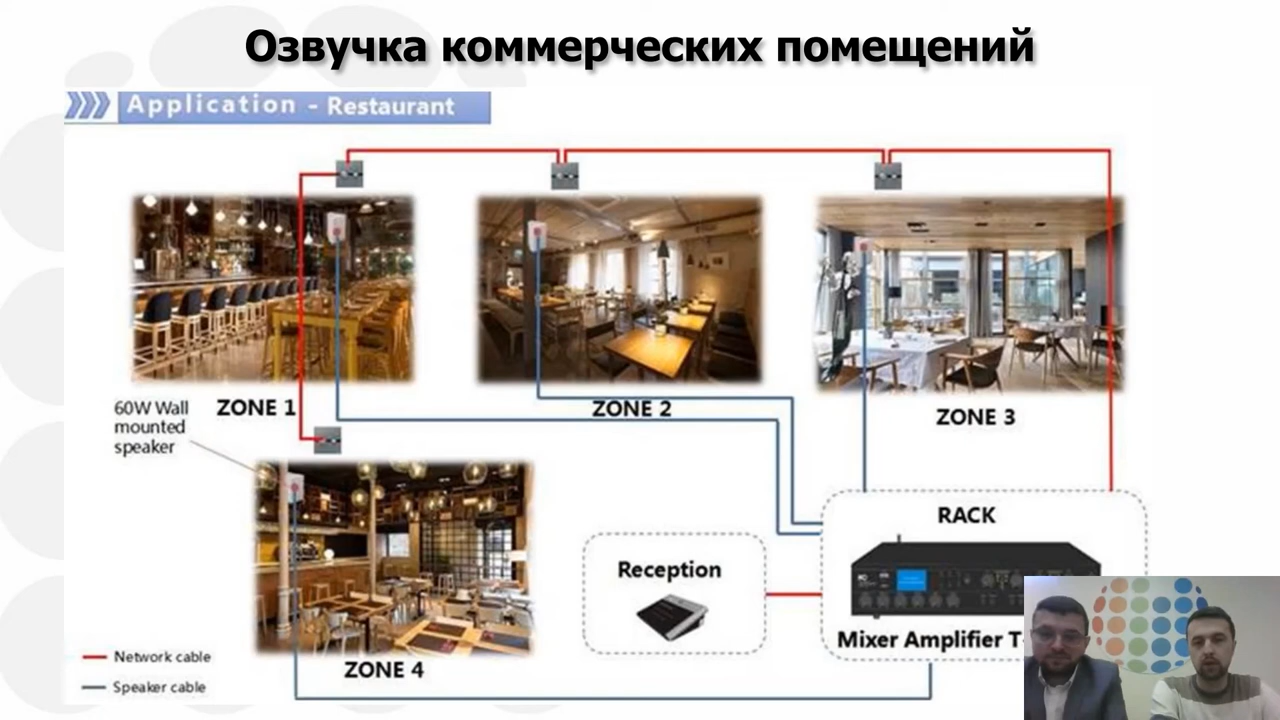 Озвучка коммерческих помещений
Application - Restaurant
60W Wall
mounted
speaker
ZONE 1
ZONE 2
ZONE 3
RACK
Reception
Mixer Amplifier T-
ZONE 4
Network cable
Speaker cable